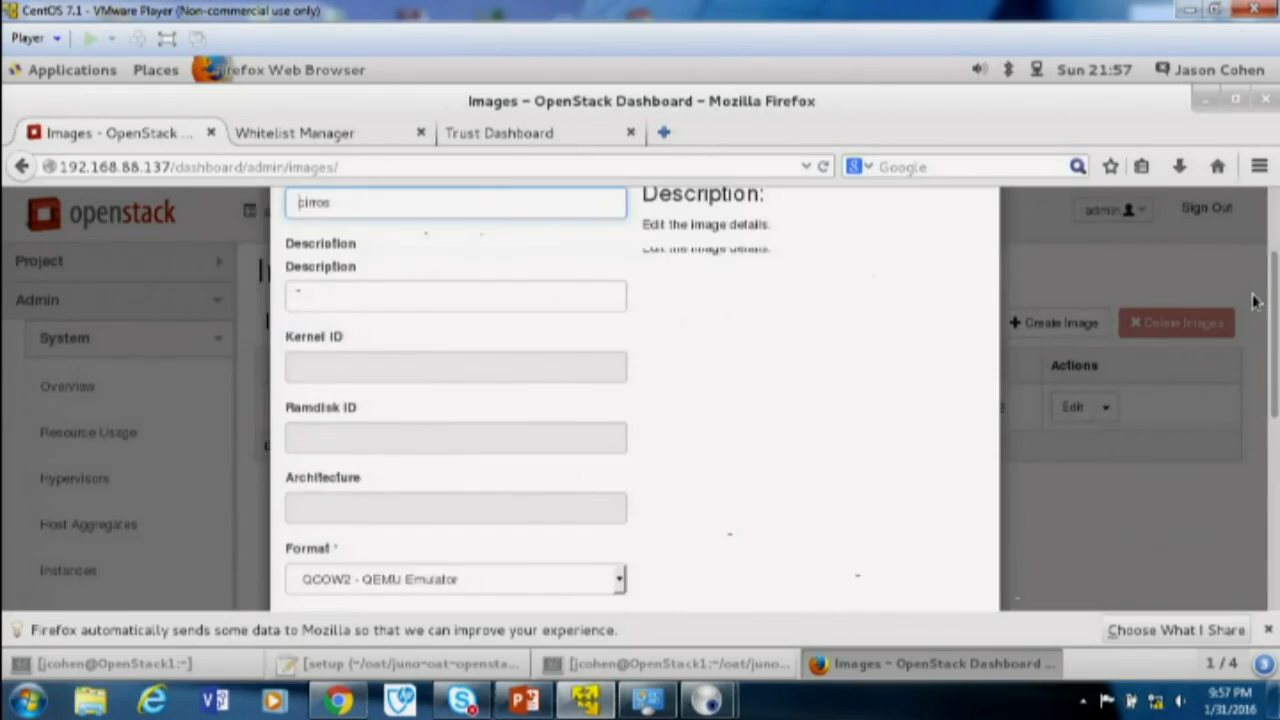 CentOS 7.1 - VMware Player (Non-commercial use only)
Player
Applications Places Firefox Web Browser Sun 21:57 Jason Cohen
Images - OpenStack Dashboard - Mozilla Firefox
Images - OpenStack ... Whitelist Manager Trust Dashboard
192.168.88.137/dashboard/admin/images/ Google
openstack admin Sign Out
cirros
Description:
Edit the image details.
Edit the image details.
Project
Admin
System
Overview
Resource Usage
Hypervisors
Host Aggregates
Instances
Description
Description
-
Kernel ID
Ramdisk ID
Architecture
Format *
QCOW2 - QEMU Emulator
Create Image Delete Images
Actions
Edit
Firefox automatically sends some data to Mozilla so that we can improve your experience. Choose What I Share
[jcohen@OpenStack1:~] [setup (~/oat/juno-oat-opensta... [jcohen@OpenStack1:~/oat/juno... Images - OpenStack Dashboard ... 1 / 4
9:57 PM
1/31/2016